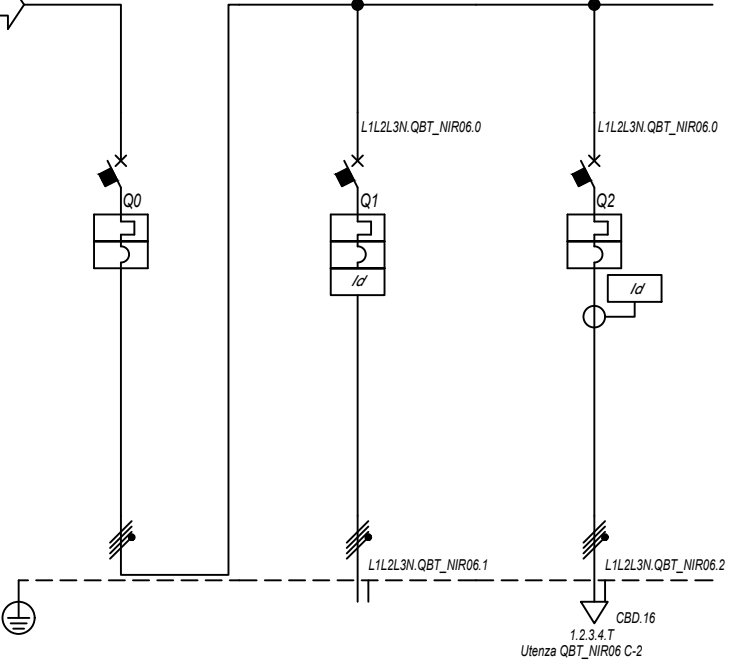 L1L2L3N.QBT_NIR06.0
L1L2L3N.QBT_NIR06.0
Q0
Q1
Q2
Id
Id
L1L2L3N.QBT_NIR06.1
L1L2L3N.QBT_NIR06.2
CBD.16
1.2.3.4.T
Utenza QBT_NIR06 C-2